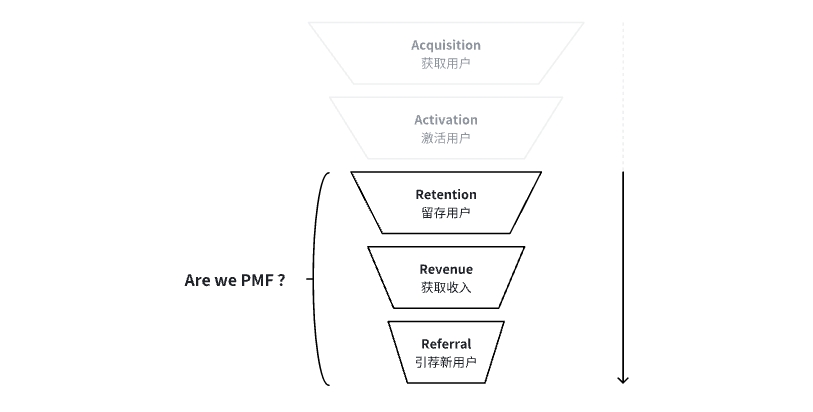 Acquisition
获取用户
Activation
激活用户
Retention
留存用户
Are we PMF ?
Revenue
获取收入
Referral
引荐新用户